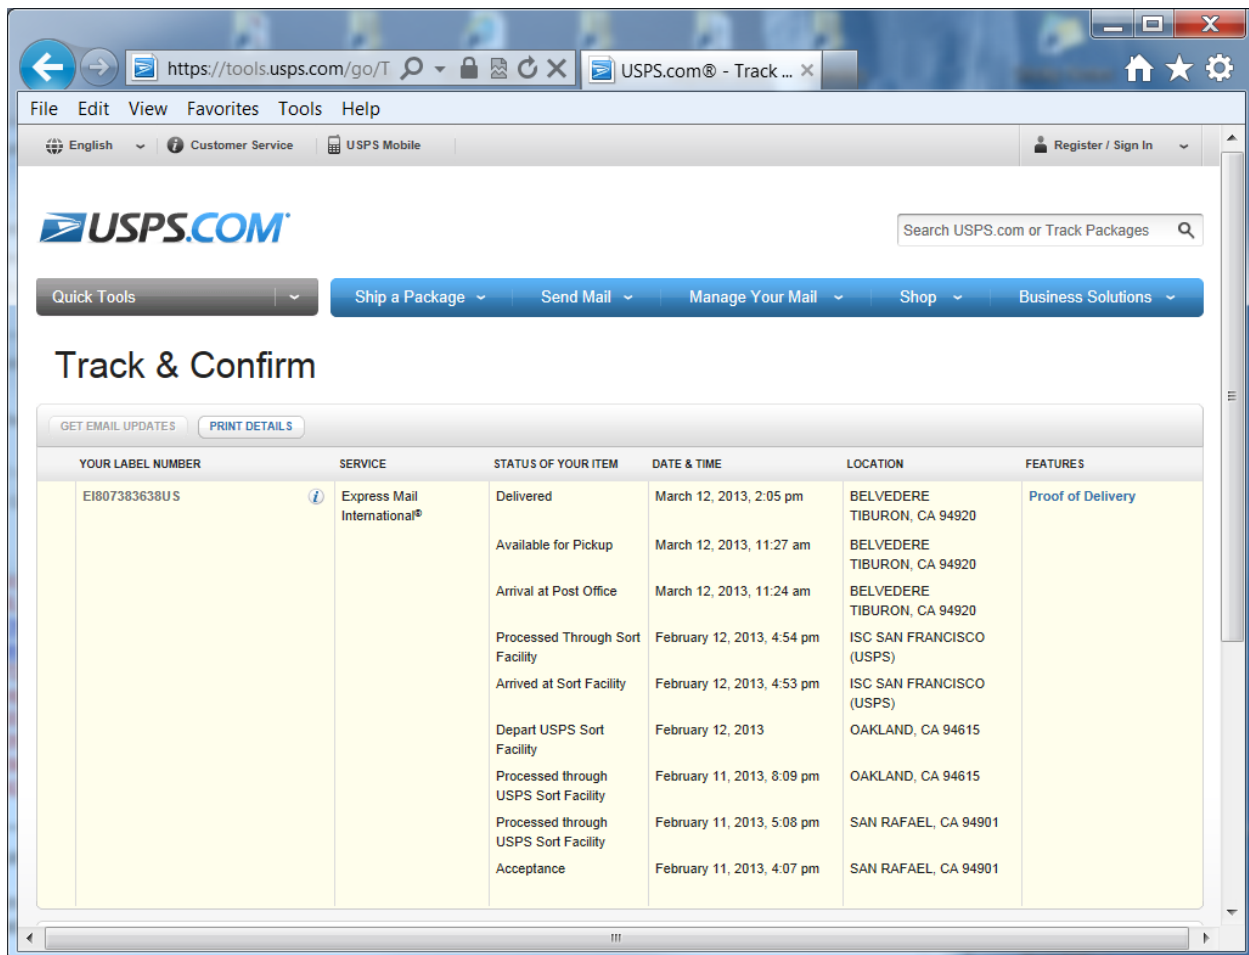 https://tools.usps.com/go/T
USPS.com® - Track ...
File Edit View Favorites Tools Help
English Customer Service USPS Mobile Register / Sign In
USPS.COM®
Search USPS.com or Track Packages
Quick Tools Ship a Package Send Mail Manage Your Mail Shop Business Solutions
Track & Confirm
GET EMAIL UPDATES PRINT DETAILS
YOUR LABEL NUMBER SERVICE STATUS OF YOUR ITEM DATE & TIME LOCATION FEATURES
EI807383638US Express Mail Delivered March 12, 2013, 2:05 pm BELVEDERE Proof of Delivery
International® TIBURON, CA 94920
Available for Pickup March 12, 2013, 11:27 am BELVEDERE
TIBURON, CA 94920
Arrival at Post Office March 12, 2013, 11:24 am BELVEDERE
TIBURON, CA 94920
Processed Through Sort February 12, 2013, 4:54 pm ISC SAN FRANCISCO
Facility (USPS)
Arrived at Sort Facility February 12, 2013, 4:53 pm ISC SAN FRANCISCO
(USPS)
Depart USPS Sort February 12, 2013 OAKLAND, CA 94615
Facility
Processed through February 11, 2013, 8:09 pm OAKLAND, CA 94615
USPS Sort Facility
Processed through February 11, 2013, 5:08 pm SAN RAFAEL, CA 94901
USPS Sort Facility
Acceptance February 11, 2013, 4:07 pm SAN RAFAEL, CA 94901